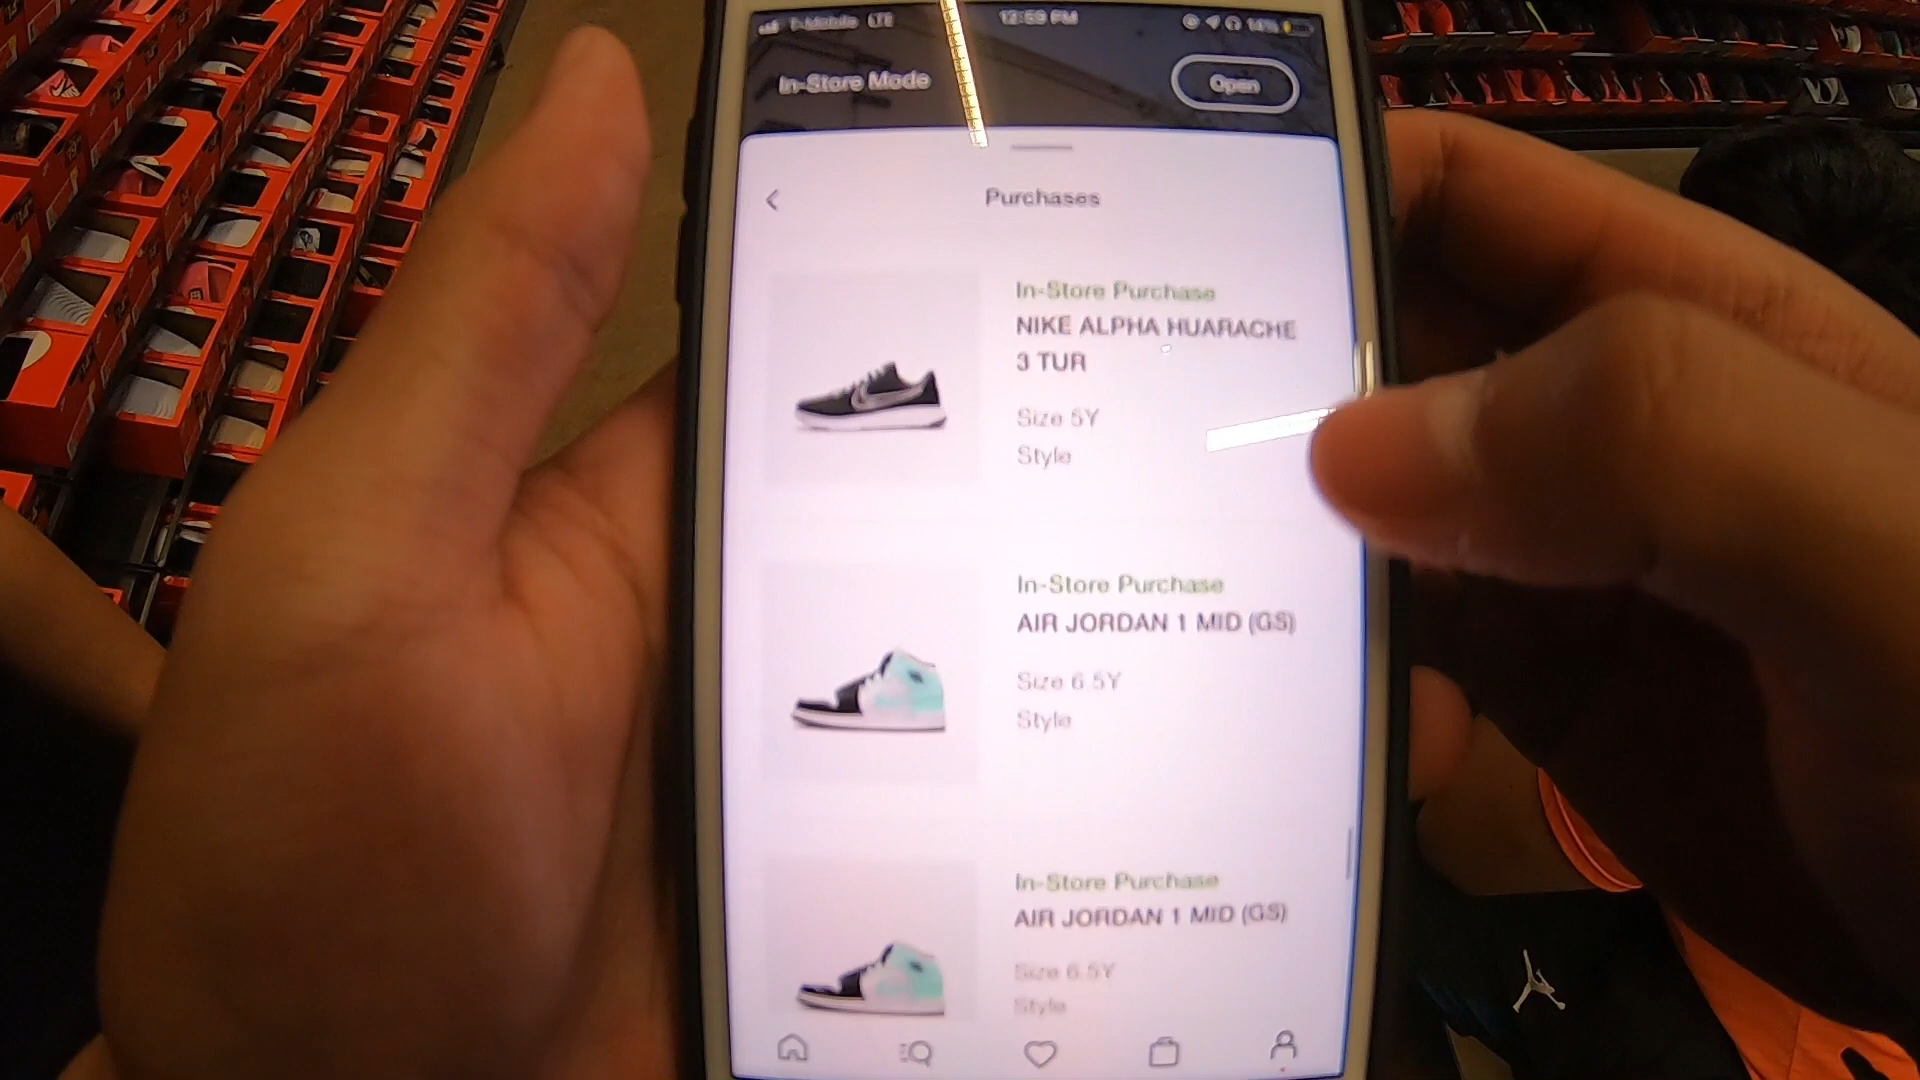 T-Mobile LTE 12:59 PM 14%
In-Store Mode
Open
Purchases
In-Store Purchase
NIKE ALPHA HUARACHE
3 TUR
Size 5Y
Style
In-Store Purchase
AIR JORDAN 1 MID (GS)
Size 6.5Y
Style
In-Store Purchase
AIR JORDAN 1 MID (GS)
Size 6.5Y
Style